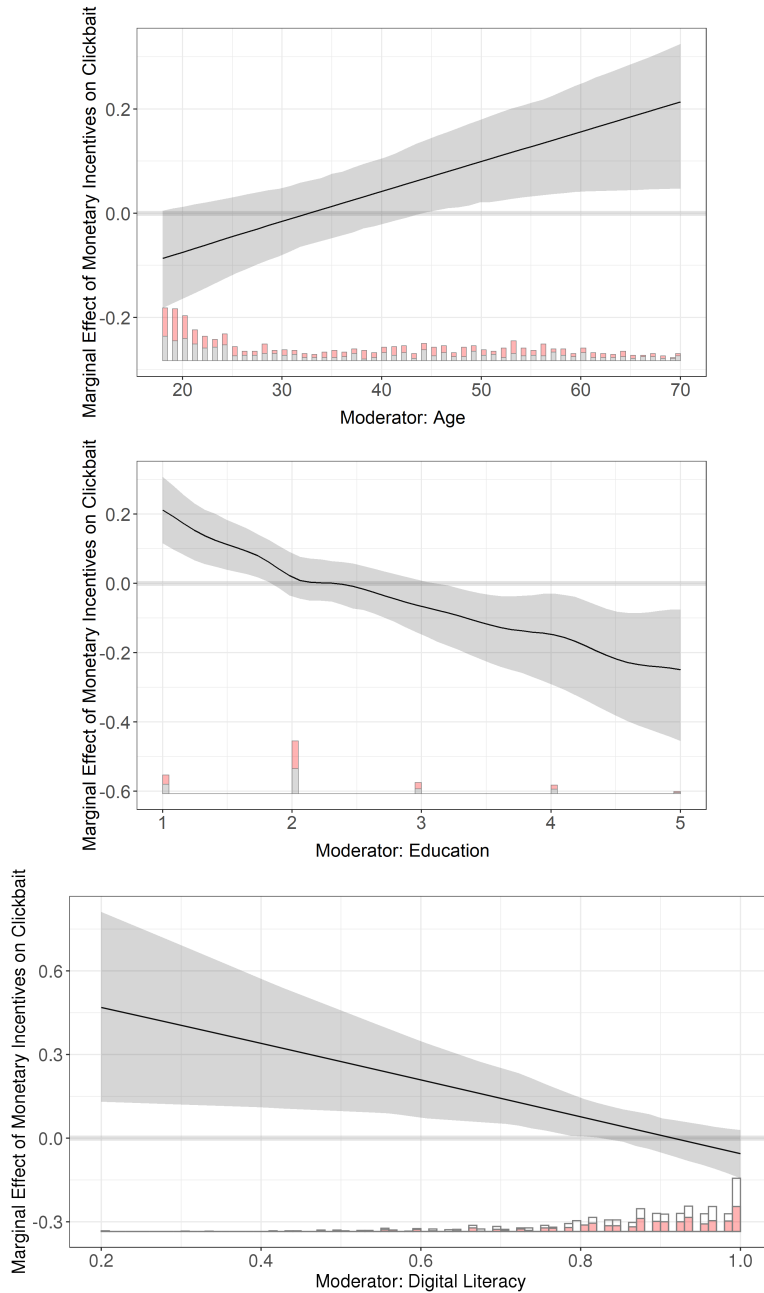 Marginal Effect of Monetary Incentives on Clickbait
0.2
0.0
-0.2
20 30 40 50 60 70
Moderator: Age
Marginal Effect of Monetary Incentives on Clickbait
0.2
0.0
-0.2
-0.4
-0.6
1 2 3 4 5
Moderator: Education
Marginal Effect of Monetary Incentives on Clickbait
0.6
0.3
0.0
-0.3
0.2 0.4 0.6 0.8 1.0
Moderator: Digital Literacy